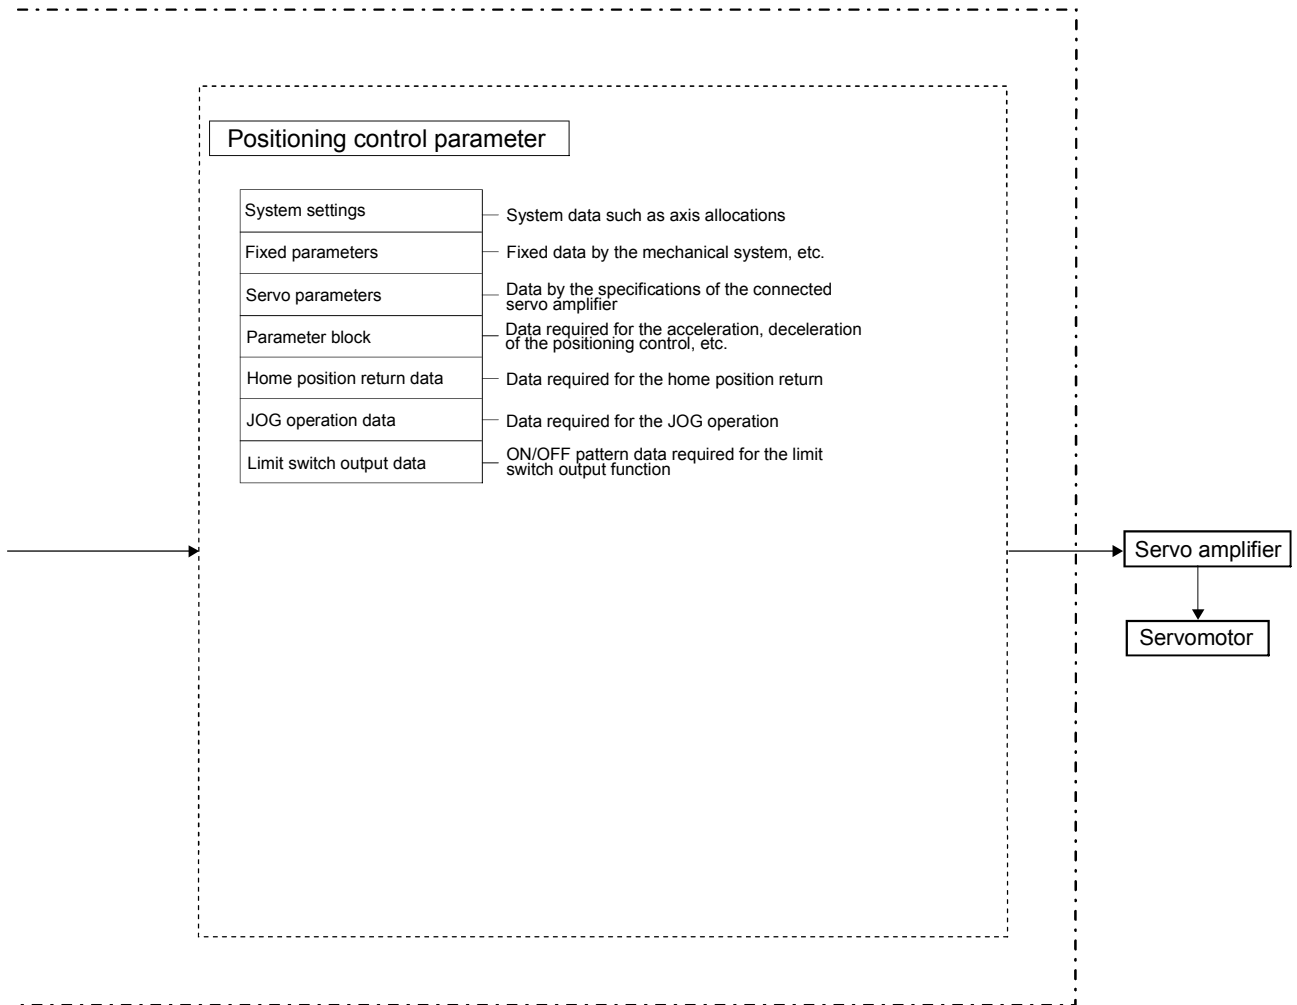 Positioning control parameter
System settings
System data such as axis allocations
Fixed parameters
Fixed data by the mechanical system, etc.
Servo parameters
Data by the specifications of the connected
servo amplifier
Parameter block
Data required for the acceleration, deceleration
of the positioning control, etc.
Home position return data
Data required for the home position return
JOG operation data
Data required for the JOG operation
Limit switch output data
ON/OFF pattern data required for the limit
switch output function
Servo amplifier
Servomotor